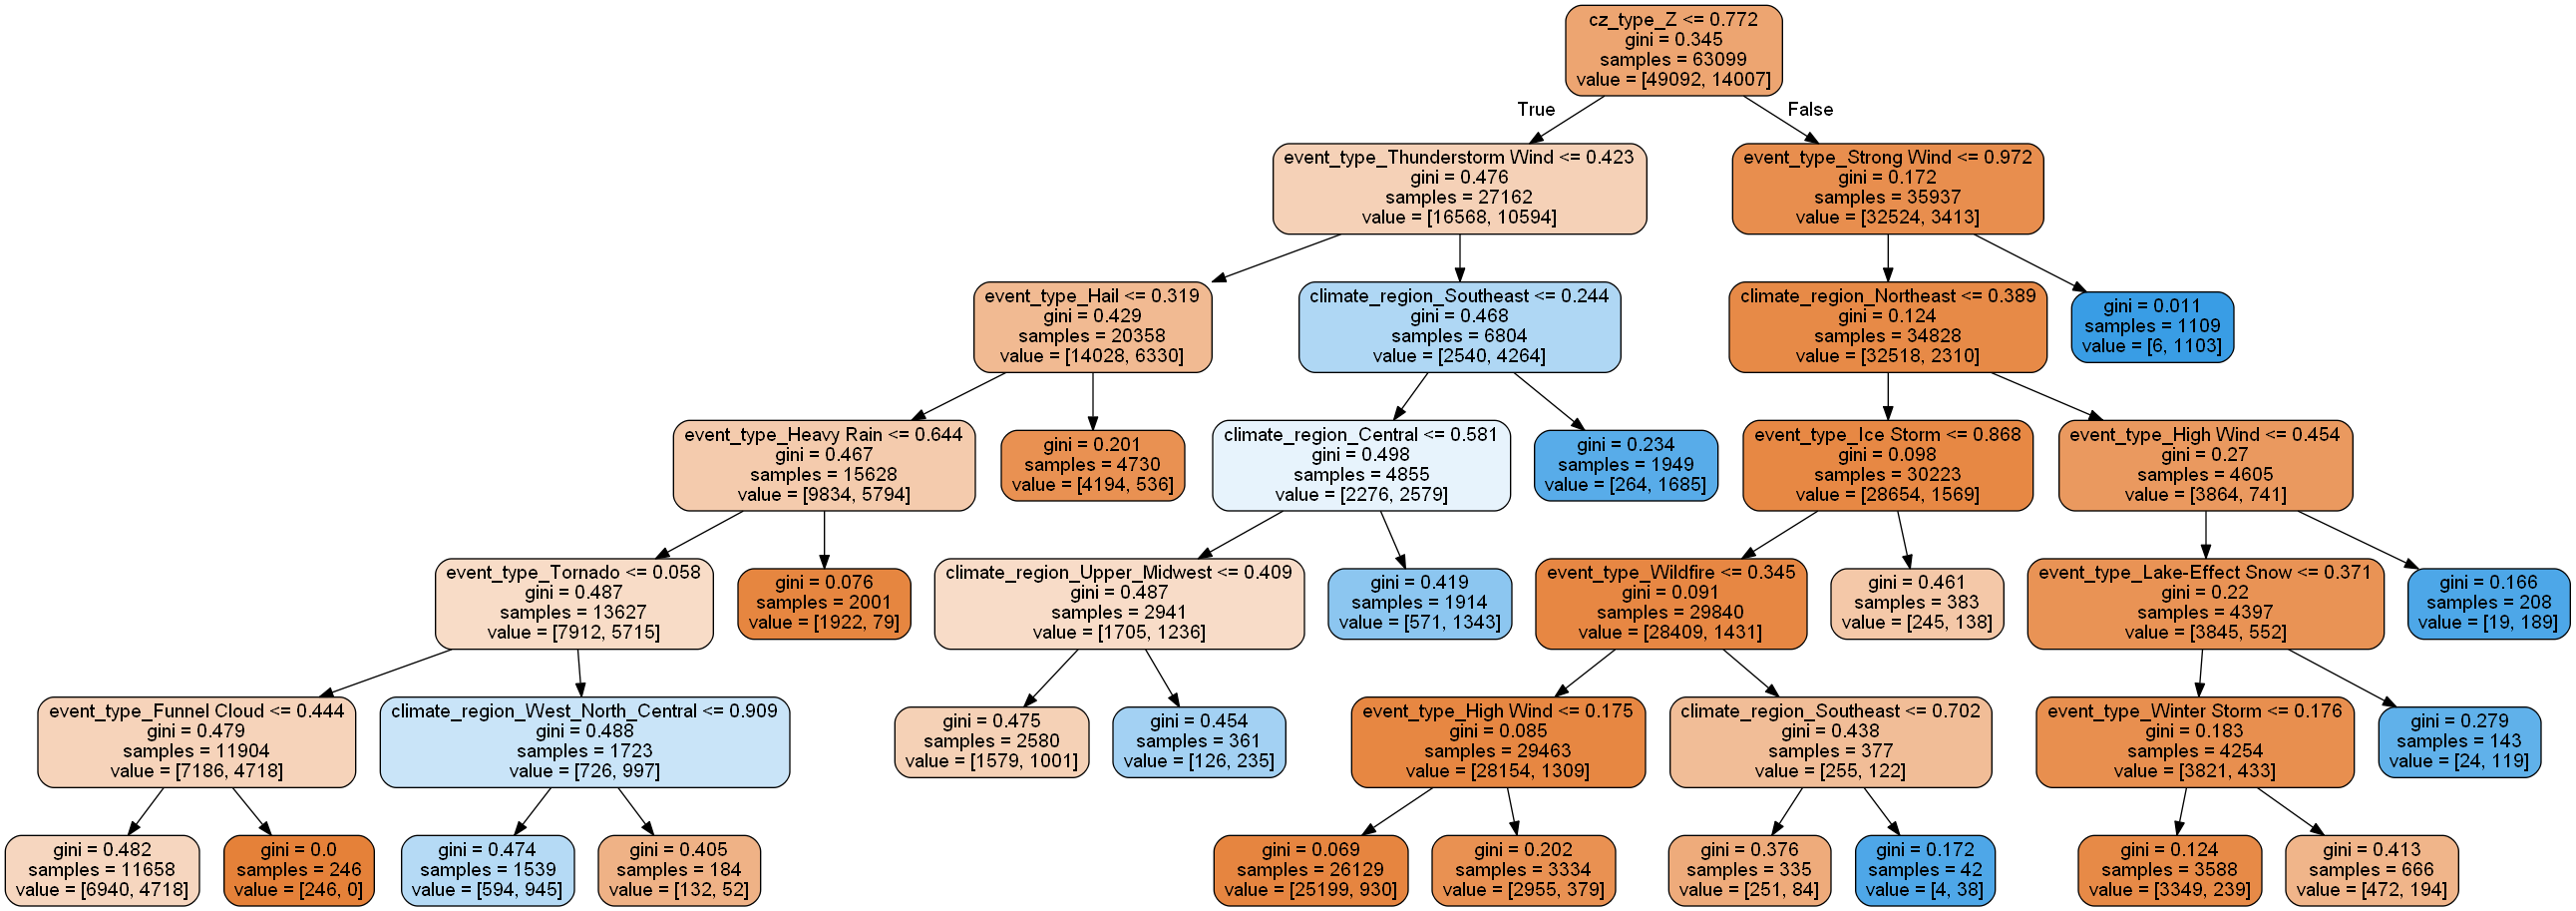 cz_type_Z <= 0.772
gini = 0.345
samples = 63099
value = [49092, 14007]
True
False
event_type_Thunderstorm Wind <= 0.423
gini = 0.476
samples = 27162
value = [16568, 10594]
event_type_Strong Wind <= 0.972
gini = 0.172
samples = 35937
value = [32524, 3413]
event_type_Hail <= 0.319
gini = 0.429
samples = 20358
value = [14028, 6330]
climate_region_Southeast <= 0.244
gini = 0.468
samples = 6804
value = [2540, 4264]
climate_region_Northeast <= 0.389
gini = 0.124
samples = 34828
value = [32518, 2310]
gini = 0.011
samples = 1109
value = [6, 1103]
event_type_Heavy Rain <= 0.644
gini = 0.467
samples = 15628
value = [9834, 5794]
gini = 0.201
samples = 4730
value = [4194, 536]
climate_region_Central <= 0.581
gini = 0.498
samples = 4855
value = [2276, 2579]
gini = 0.234
samples = 1949
value = [264, 1685]
event_type_Ice Storm <= 0.868
gini = 0.098
samples = 30223
value = [28654, 1569]
event_type_High Wind <= 0.454
gini = 0.27
samples = 4605
value = [3864, 741]
event_type_Tornado <= 0.058
gini = 0.487
samples = 13627
value = [7912, 5715]
gini = 0.076
samples = 2001
value = [1922, 79]
climate_region_Upper_Midwest <= 0.409
gini = 0.487
samples = 2941
value = [1705, 1236]
gini = 0.419
samples = 1914
value = [571, 1343]
event_type_Wildfire <= 0.345
gini = 0.091
samples = 29840
value = [28409, 1431]
gini = 0.461
samples = 383
value = [245, 138]
event_type_Lake-Effect Snow <= 0.371
gini = 0.22
samples = 4397
value = [3845, 552]
gini = 0.166
samples = 208
value = [19, 189]
event_type_Funnel Cloud <= 0.444
gini = 0.479
samples = 11904
value = [7186, 4718]
climate_region_West_North_Central <= 0.909
gini = 0.488
samples = 1723
value = [726, 997]
gini = 0.475
samples = 2580
value = [1579, 1001]
gini = 0.454
samples = 361
value = [126, 235]
event_type_High Wind <= 0.175
gini = 0.085
samples = 29463
value = [28154, 1309]
climate_region_Southeast <= 0.702
gini = 0.438
samples = 377
value = [255, 122]
event_type_Winter Storm <= 0.176
gini = 0.183
samples = 4254
value = [3821, 433]
gini = 0.279
samples = 143
value = [24, 119]
gini = 0.482
samples = 11658
value = [6940, 4718]
gini = 0.0
samples = 246
value = [246, 0]
gini = 0.474
samples = 1539
value = [594, 945]
gini = 0.405
samples = 184
value = [132, 52]
gini = 0.069
samples = 26129
value = [25199, 930]
gini = 0.202
samples = 3334
value = [2955, 379]
gini = 0.376
samples = 335
value = [251, 84]
gini = 0.172
samples = 42
value = [4, 38]
gini = 0.124
samples = 3588
value = [3349, 239]
gini = 0.413
samples = 666
value = [472, 194]